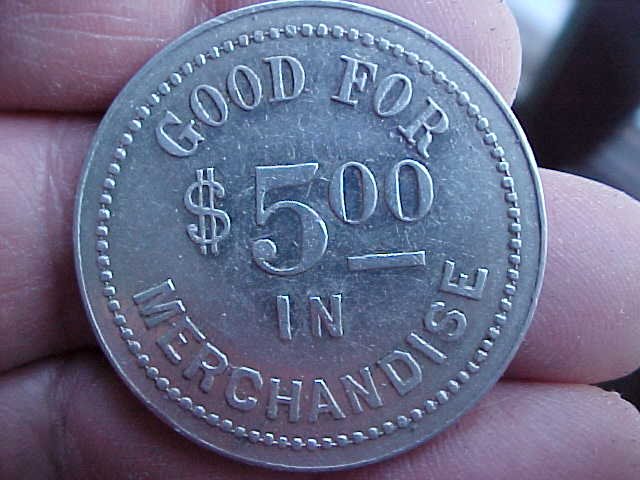 GOOD FOR
$5.00
IN
MERCHANDISE